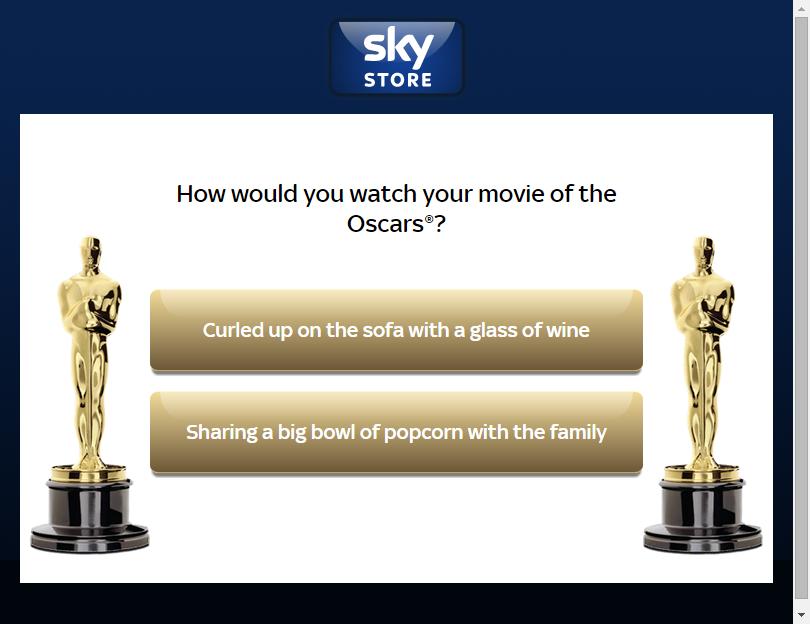 sky
STORE
How would you watch your movie of the
Oscars®?
Curled up on the sofa with a glass of wine
Sharing a big bowl of popcorn with the family